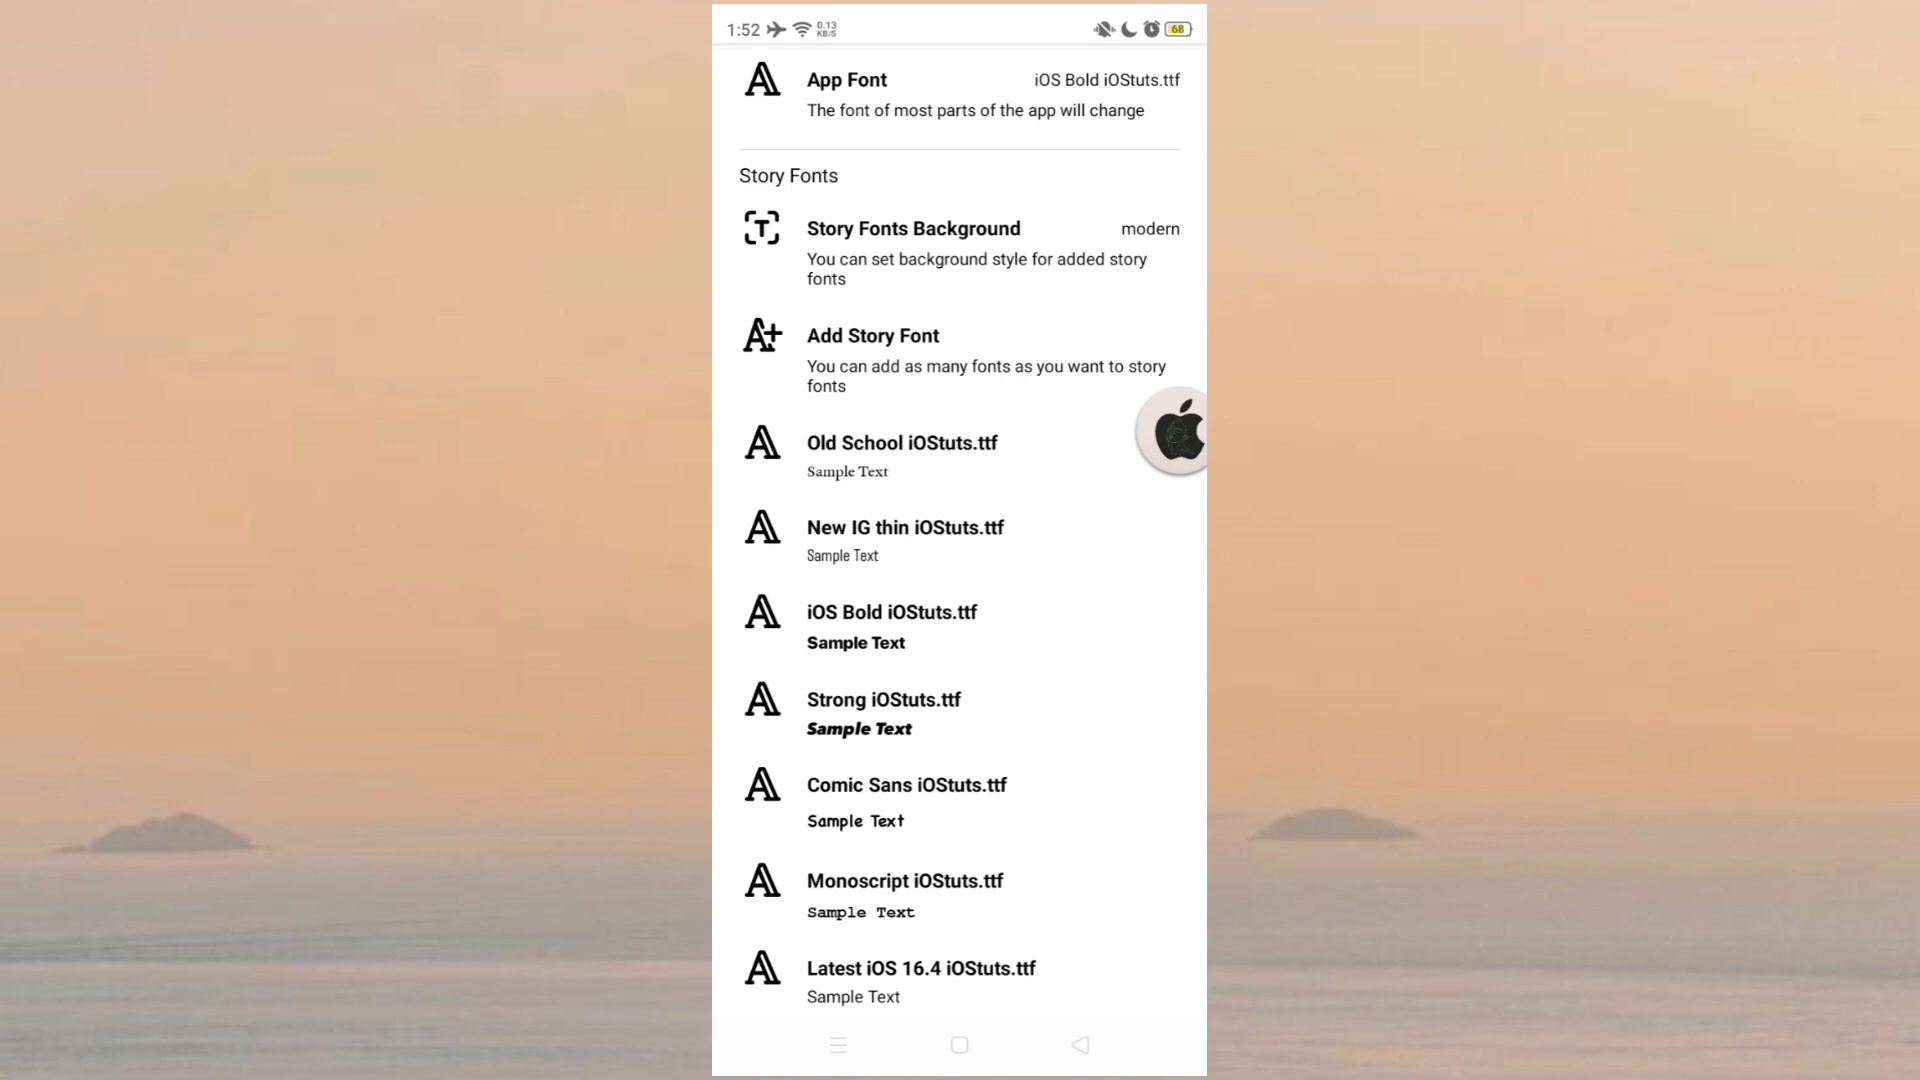 1:52 0.13 KB/S 68
App Font iOS Bold iOStuts.ttf
The font of most parts of the app will change
Story Fonts
Story Fonts Background modern
You can set background style for added story
fonts
Add Story Font
You can add as many fonts as you want to story
fonts
Old School iOStuts.ttf
Sample Text
New IG thin iOStuts.ttf
Sample Text
iOS Bold iOStuts.ttf
Sample Text
Strong iOStuts.ttf
Sample Text
Comic Sans iOStuts.ttf
Sample Text
Monoscript iOStuts.ttf
Sample Text
Latest iOS 16.4 iOStuts.ttf
Sample Text